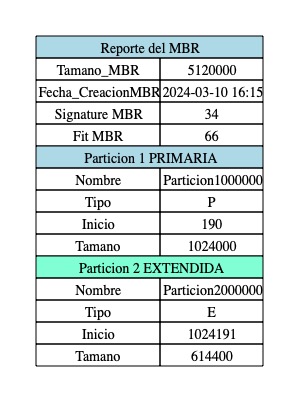 Reporte del MBR
Tamano_MBR 5120000
Fecha_CreacionMBR 2024-03-10 16:15
Signature MBR 34
Fit MBR 66
Particion 1 PRIMARIA
Nombre Particion1000000
Tipo P
Inicio 190
Tamano 1024000
Particion 2 EXTENDIDA
Nombre Particion2000000
Tipo E
Inicio 1024191
Tamano 614400